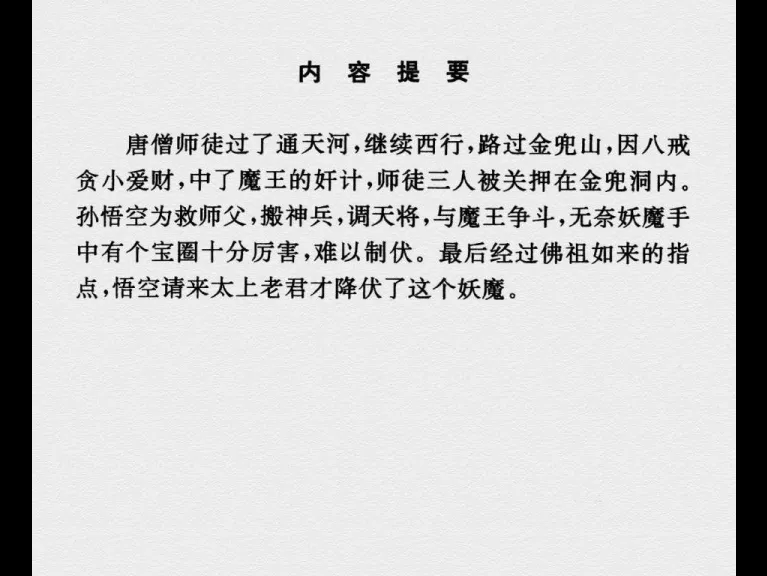 内容提要
唐僧师徒过了通天河,继续西行,路过金兜山,因八戒
贪小爱财,中了魔王的奸计,师徒三人被关押在金兜洞内。
孙悟空为救师父,搬神兵,调天将,与魔王争斗,无奈妖魔手
中有个宝圈十分厉害,难以制伏。最后经过佛祖如来的指
点,悟空请来太上老君才降伏了这个妖魔。